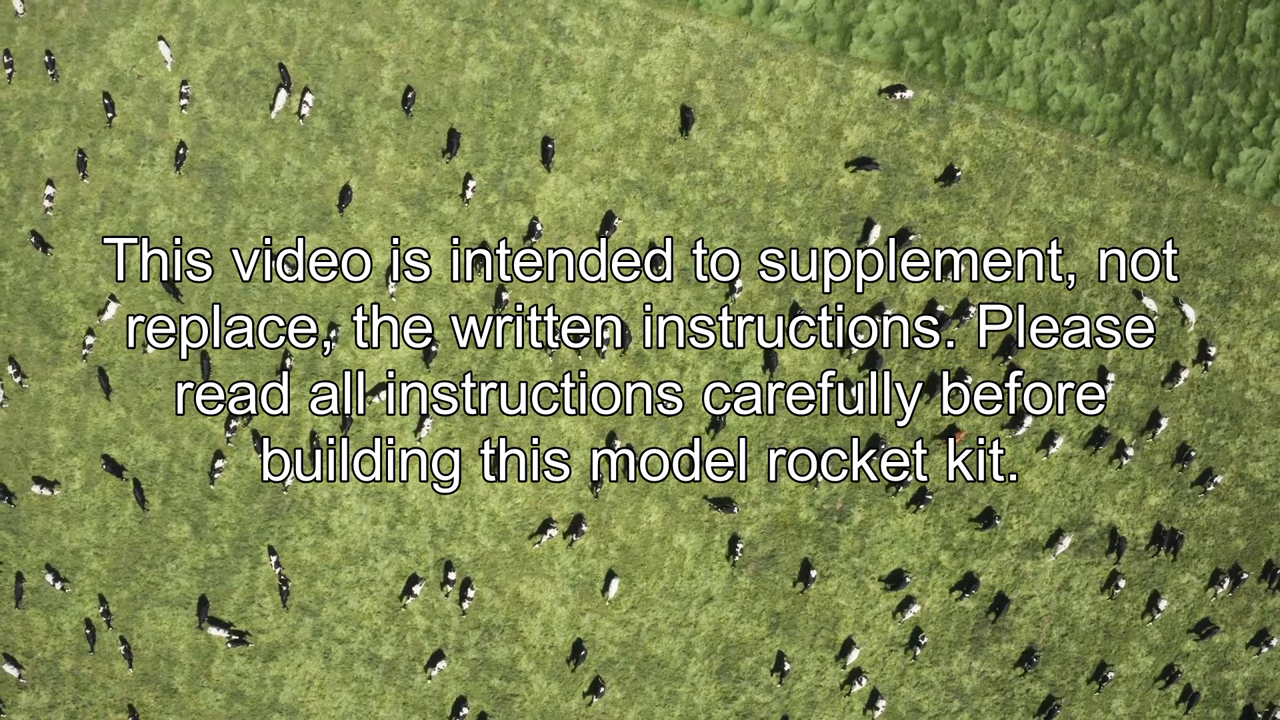 This video is intended to supplement, not
replace, the written instructions. Please
read all instructions carefully before
building this model rocket kit.